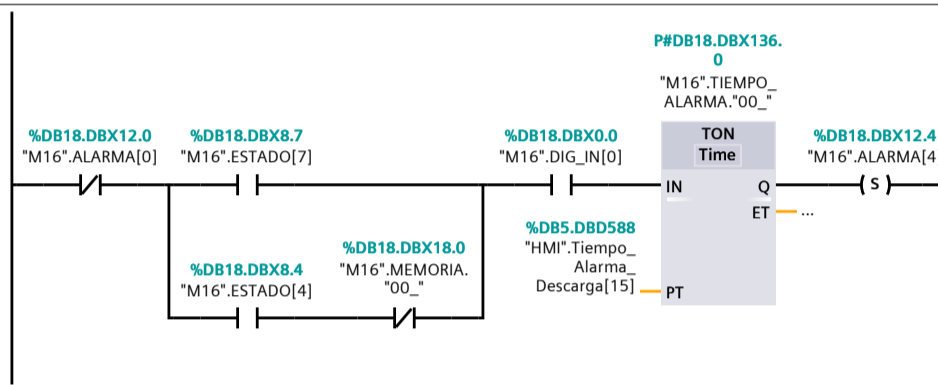 P#DB18.DBX136.
0
"M16".TIEMPO_
ALARMA."00_"
%DB18.DBX12.0
"M16".ALARMA[0]
%DB18.DBX8.7
"M16".ESTADO[7]
%DB18.DBX0.0
"M16".DIG_IN[0]
TON
Time
%DB18.DBX12.4
"M16".ALARMA[4
IN
Q
S
ET
...
%DB5.DBD588
"HMI".Tiempo_
Alarma_
Descarga[15]
PT
%DB18.DBX8.4
"M16".ESTADO[4]
%DB18.DBX18.0
"M16".MEMORIA.
"00_"